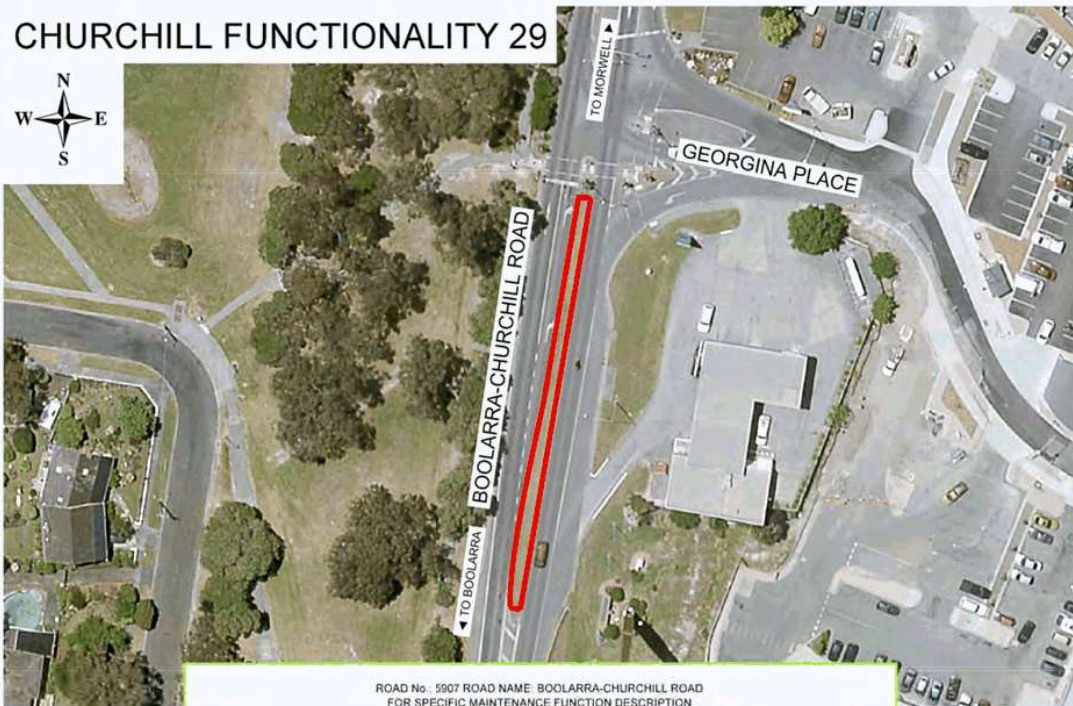 CHURCHILL FUNCTIONALITY 29
N
W E
S
TO MORWELL ▲
GEORGINA PLACE
BOOLARRA-CHURCHILL ROAD
◄ TO BOOLARRA
ROAD No.: 5907 ROAD NAME: BOOLARRA-CHURCHILL ROAD
FOR SPECIFIC MAINTENANCE FUNCTION DESCRIPTION